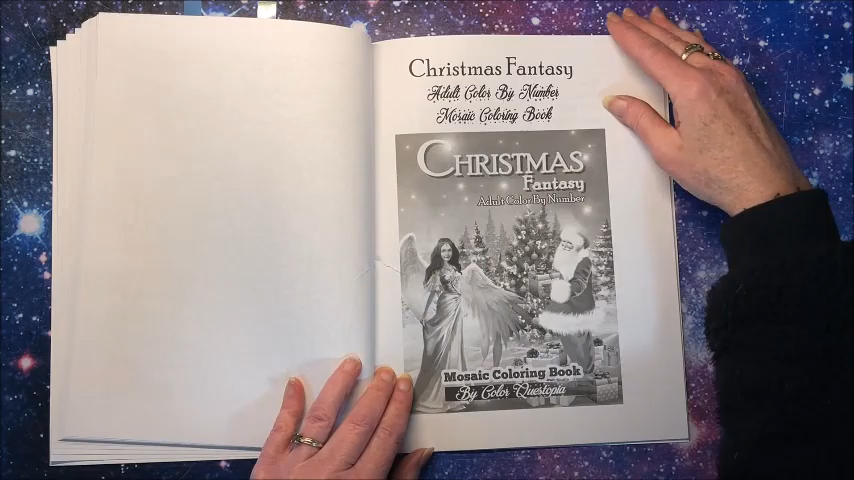 Christmas Fantasy
Adult Color By Number
Mosaic Coloring Book
CHRISTMAS
Fantasy
Adult Color By Number
Mosaic Coloring Book
By Color Questopia